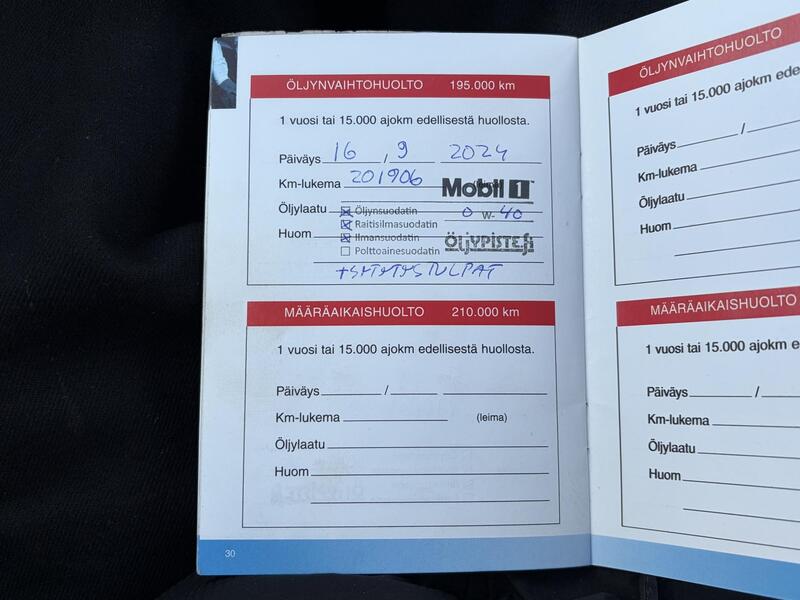 ÖLJYNVAIHTOHUOLTO 195.000 km
1 vuosi tai 15.000 ajokm edellisestä huollosta.
Päiväys 16 / 9 2024
Km-lukema 201906
Mobil 1
Öljylaatu
Öljynsuodatin 0 W- 40
Raitisilmasuodatin
Huom
Ilmansuodatin ÖLJYPISTE.fi
Polttoainesuodatin
+SYTYTYSTULPAT
MÄÄRÄAIKAISHUOLTO 210.000 km
1 vuosi tai 15.000 ajokm edellisestä huollosta.
Päiväys / 
Km-lukema (leima)
Öljylaatu
Huom
30
ÖLJYNVAIHTOHUOLTO
1 vuosi tai 15.000 ajokm edellisestä huollosta.
Päiväys /
Km-lukema
Öljylaatu
Huom
MÄÄRÄAIKAISHUOLTO
1 vuosi tai 15.000 ajokm e
Päiväys /
Km-lukema
Öljylaatu
Huom